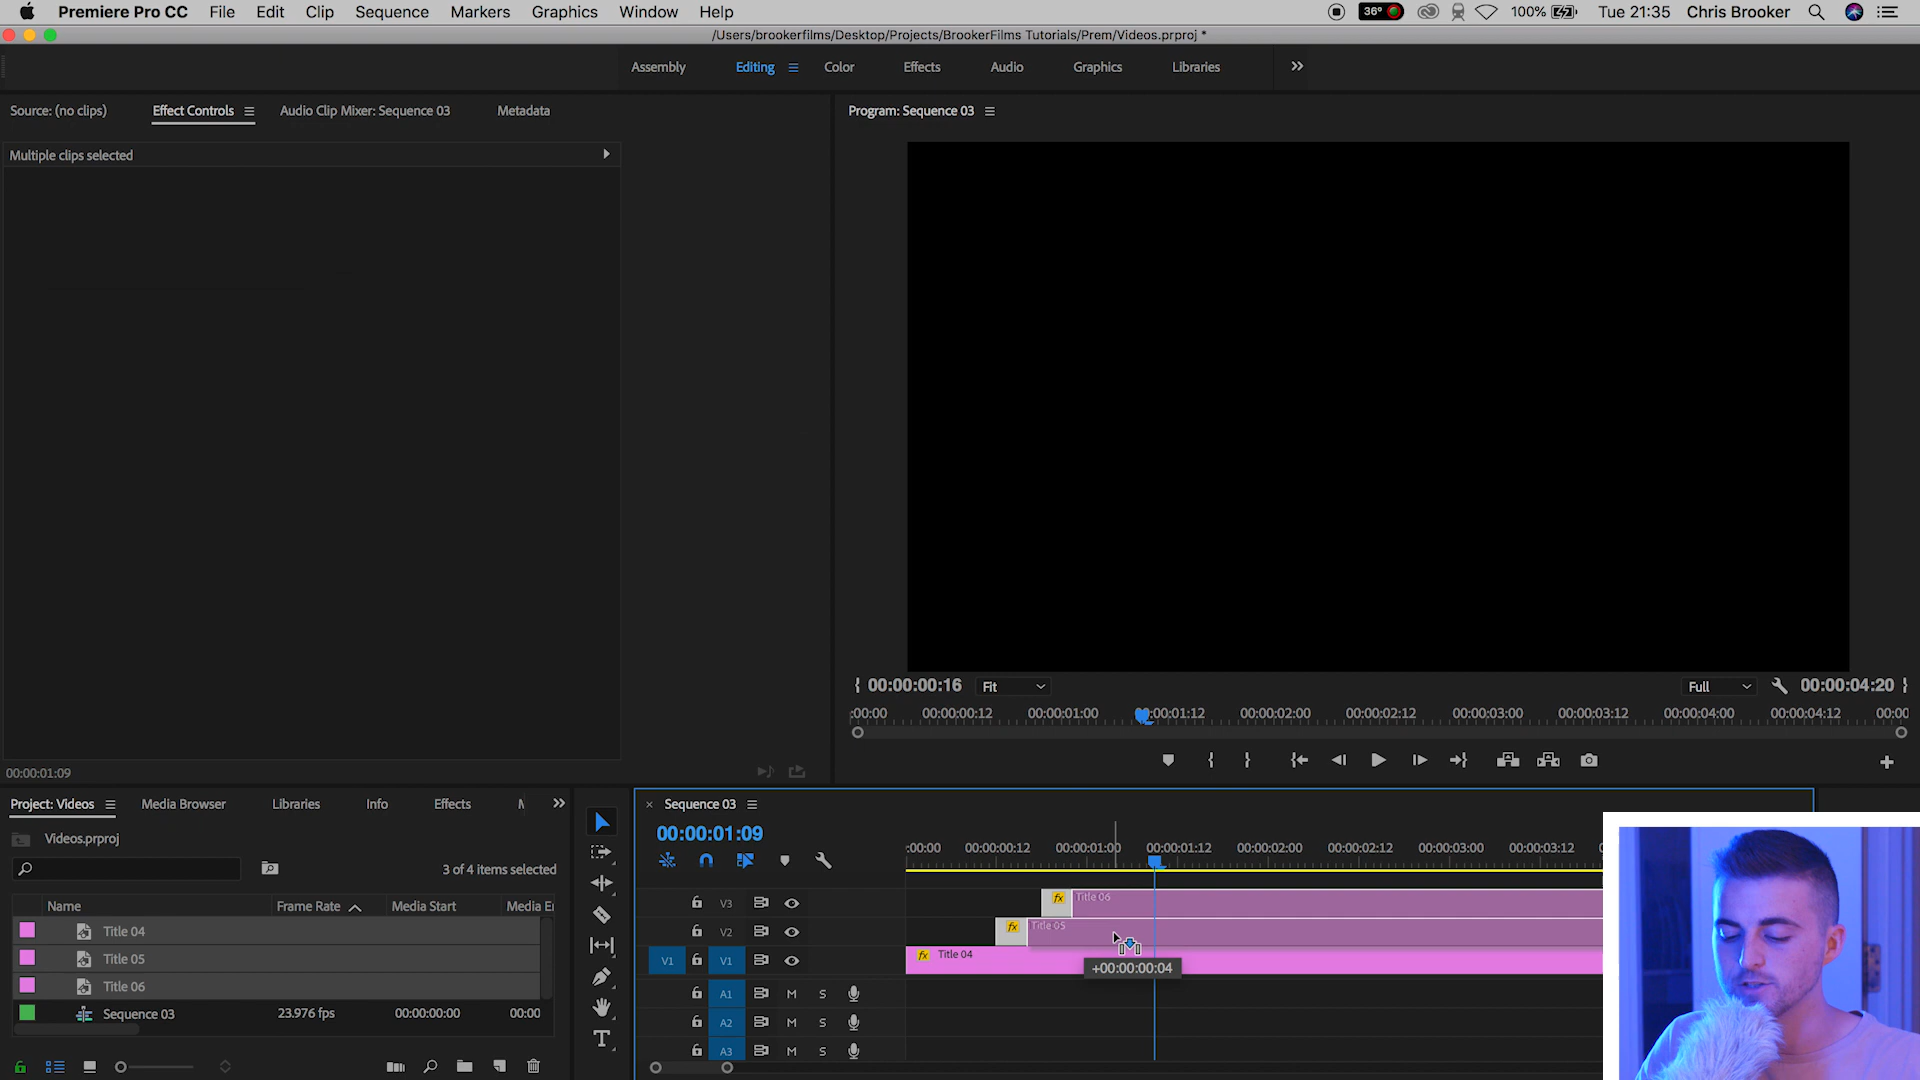 Premiere Pro CC File Edit Clip Sequence Markers Graphics Window Help 36° 100% Tue 21:35 Chris Brooker
/Users/brookerfilms/Desktop/Projects/BrookerFilms Tutorials/Prem/Videos.prproj *
Assembly Editing Color Effects Audio Graphics Libraries
Source: (no clips) Effect Controls Audio Clip Mixer: Sequence 03 Metadata Program: Sequence 03
Multiple clips selected
00:00:00:16 Fit Full 00:00:04:20
:00:00 00:00:00:12 00:00:01:00 00:00:01:12 00:00:02:00 00:00:02:12 00:00:03:00 00:00:03:12 00:00:04:00 00:00:04:12 00:00
00:00:01:09
Project: Videos Media Browser Libraries Info Effects
Sequence 03
Videos.prproj
00:00:01:09
3 of 4 items selected
:00:00 00:00:00:12 00:00:01:00 00:00:01:12 00:00:02:00 00:00:02:12 00:00:03:00 00:00:03:12
Name Frame Rate Media Start Media En
Title 04
Title 05
Title 06
Sequence 03 23.976 fps 00:00:00:00 00:00
V3 fx Title 06
V2 fx Title 05
V1 V1 fx Title 04
+00:00:00:04
A1 M S
A2 M S
A3 M S
T